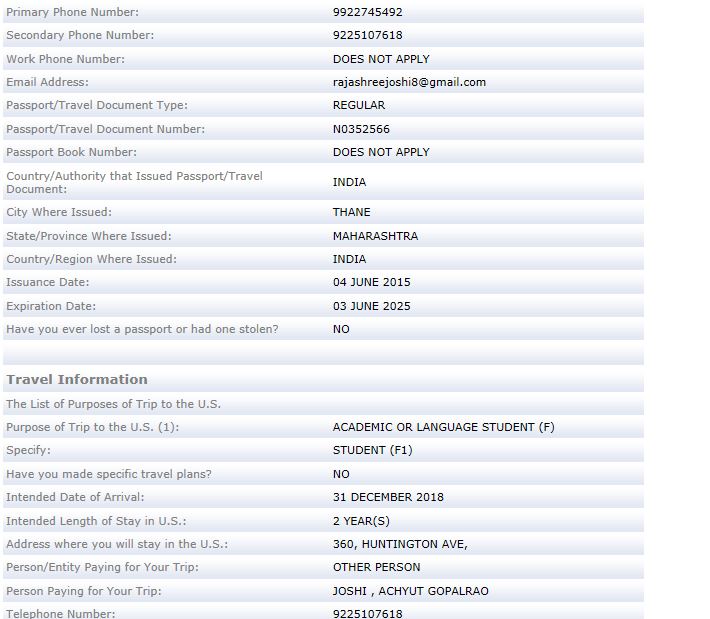 Primary Phone Number: 9922745492
Secondary Phone Number: 9225107618
Work Phone Number: DOES NOT APPLY
Email Address: rajashreejoshi8@gmail.com
Passport/Travel Document Type: REGULAR
Passport/Travel Document Number: N0352566
Passport Book Number: DOES NOT APPLY
Country/Authority that Issued Passport/Travel
Document: INDIA
City Where Issued: THANE
State/Province Where Issued: MAHARASHTRA
Country/Region Where Issued: INDIA
Issuance Date: 04 JUNE 2015
Expiration Date: 03 JUNE 2025
Have you ever lost a passport or had one stolen? NO
Travel Information
The List of Purposes of Trip to the U.S.
Purpose of Trip to the U.S. (1): ACADEMIC OR LANGUAGE STUDENT (F)
Specify: STUDENT (F1)
Have you made specific travel plans? NO
Intended Date of Arrival: 31 DECEMBER 2018
Intended Length of Stay in U.S.: 2 YEAR(S)
Address where you will stay in the U.S.: 360, HUNTINGTON AVE,
Person/Entity Paying for Your Trip: OTHER PERSON
Person Paying for Your Trip: JOSHI , ACHYUT GOPALRAO
Telephone Number: 9225107618